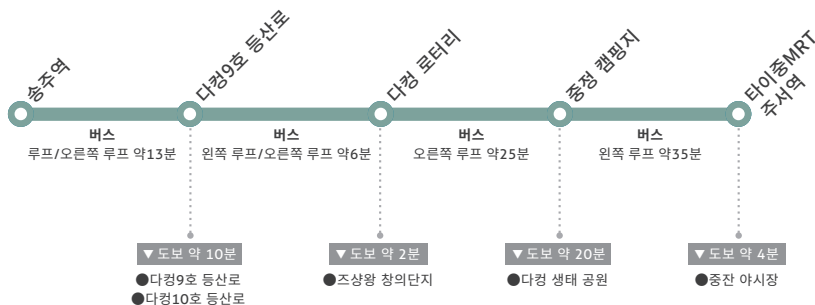 송주역
다컹9호 등산로
다컹 로터리
중정 캠핑지
타이중MRT
주서역
버스
루프/오른쪽 루프 약13분
버스
왼쪽 루프/오른쪽 루프 약6분
버스
오른쪽 루프 약25분
버스
왼쪽 루프 약35분
▼도보 약 10분
●다컹9호 등산로
●다컹10호 등산로
▼도보 약 2분
●즈샹왕 창의단지
▼도보 약 20분
●다컹 생태 공원
▼도보 약 4분
●중잔 야시장